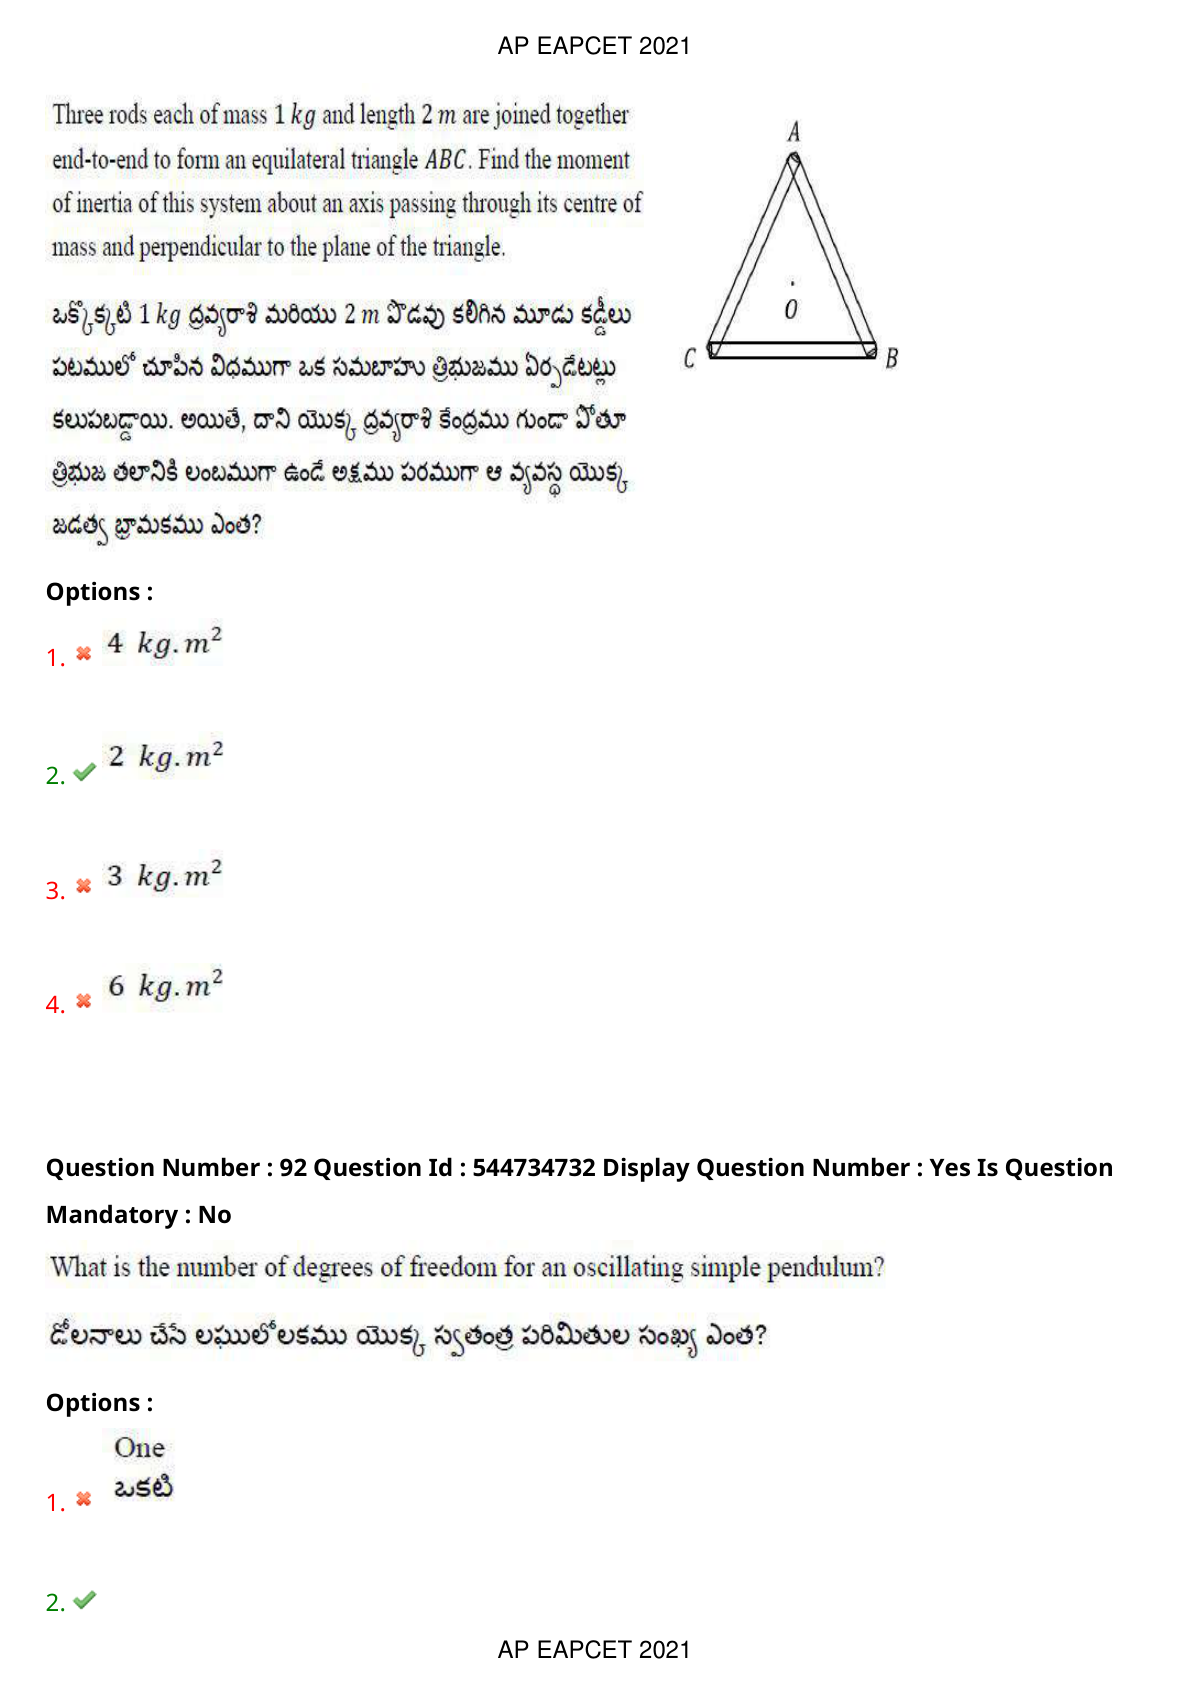 AP EAPCET 2021
Three rods each of mass 1 kg and length 2 m are joined together
end-to-end to form an equilateral triangle ABC. Find the moment
of inertia of this system about an axis passing through its centre of
mass and perpendicular to the plane of the triangle.
A
O
C
B
ఒక్కొక్కటి 1 kg ద్రవ్యరాశి మరియు 2 m పొడవు కలిగిన మూడు కడ్డీలు
పటములో చూపిన విధముగా ఒక సమబాహు త్రిభుజము ఏర్పడేటట్లు
కలుపబడ్డాయి. అయితే, దాని యొక్క ద్రవ్యరాశి కేంద్రము గుండా పోతూ
త్రిభుజ తలానికి లంబముగా ఉండే అక్షము పరముగా ఆ వ్యవస్థ యొక్క
జడత్వ భ్రామకము ఎంత?
Options :
1. 4 kg.m²
2. 2 kg.m²
3. 3 kg.m²
4. 6 kg.m²
Question Number : 92 Question Id : 544734732 Display Question Number : Yes Is Question
Mandatory : No
What is the number of degrees of freedom for an oscillating simple pendulum?
డోలనాలు చేసే లఘులోలకము యొక్క స్వతంత్ర పరిమితుల సంఖ్య ఎంత?
Options :
One
ఒకటి
1.
2.
AP EAPCET 2021